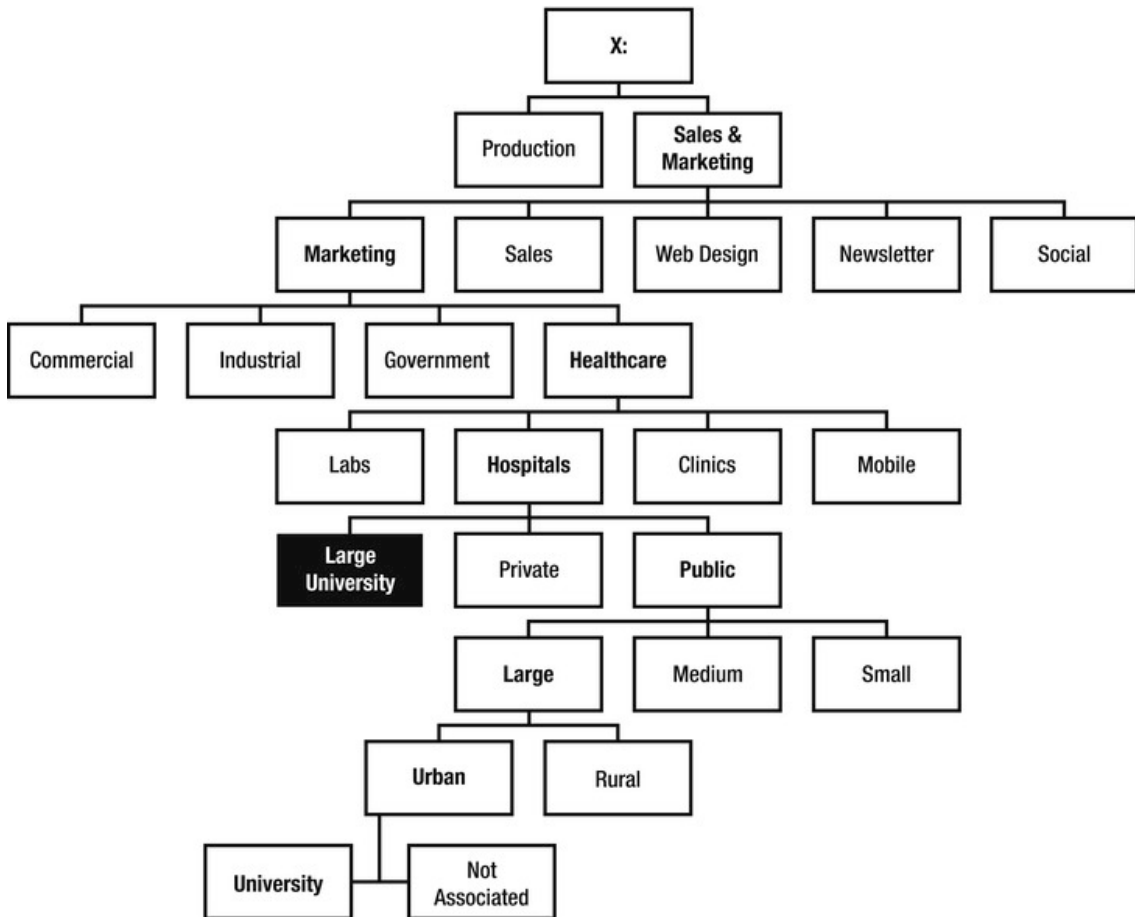 X:
Production
Sales &
Marketing
Marketing
Sales
Web Design
Newsletter
Social
Commercial
Industrial
Government
Healthcare
Labs
Hospitals
Clinics
Mobile
Large
University
Private
Public
Large
Medium
Small
Urban
Rural
University
Not
Associated